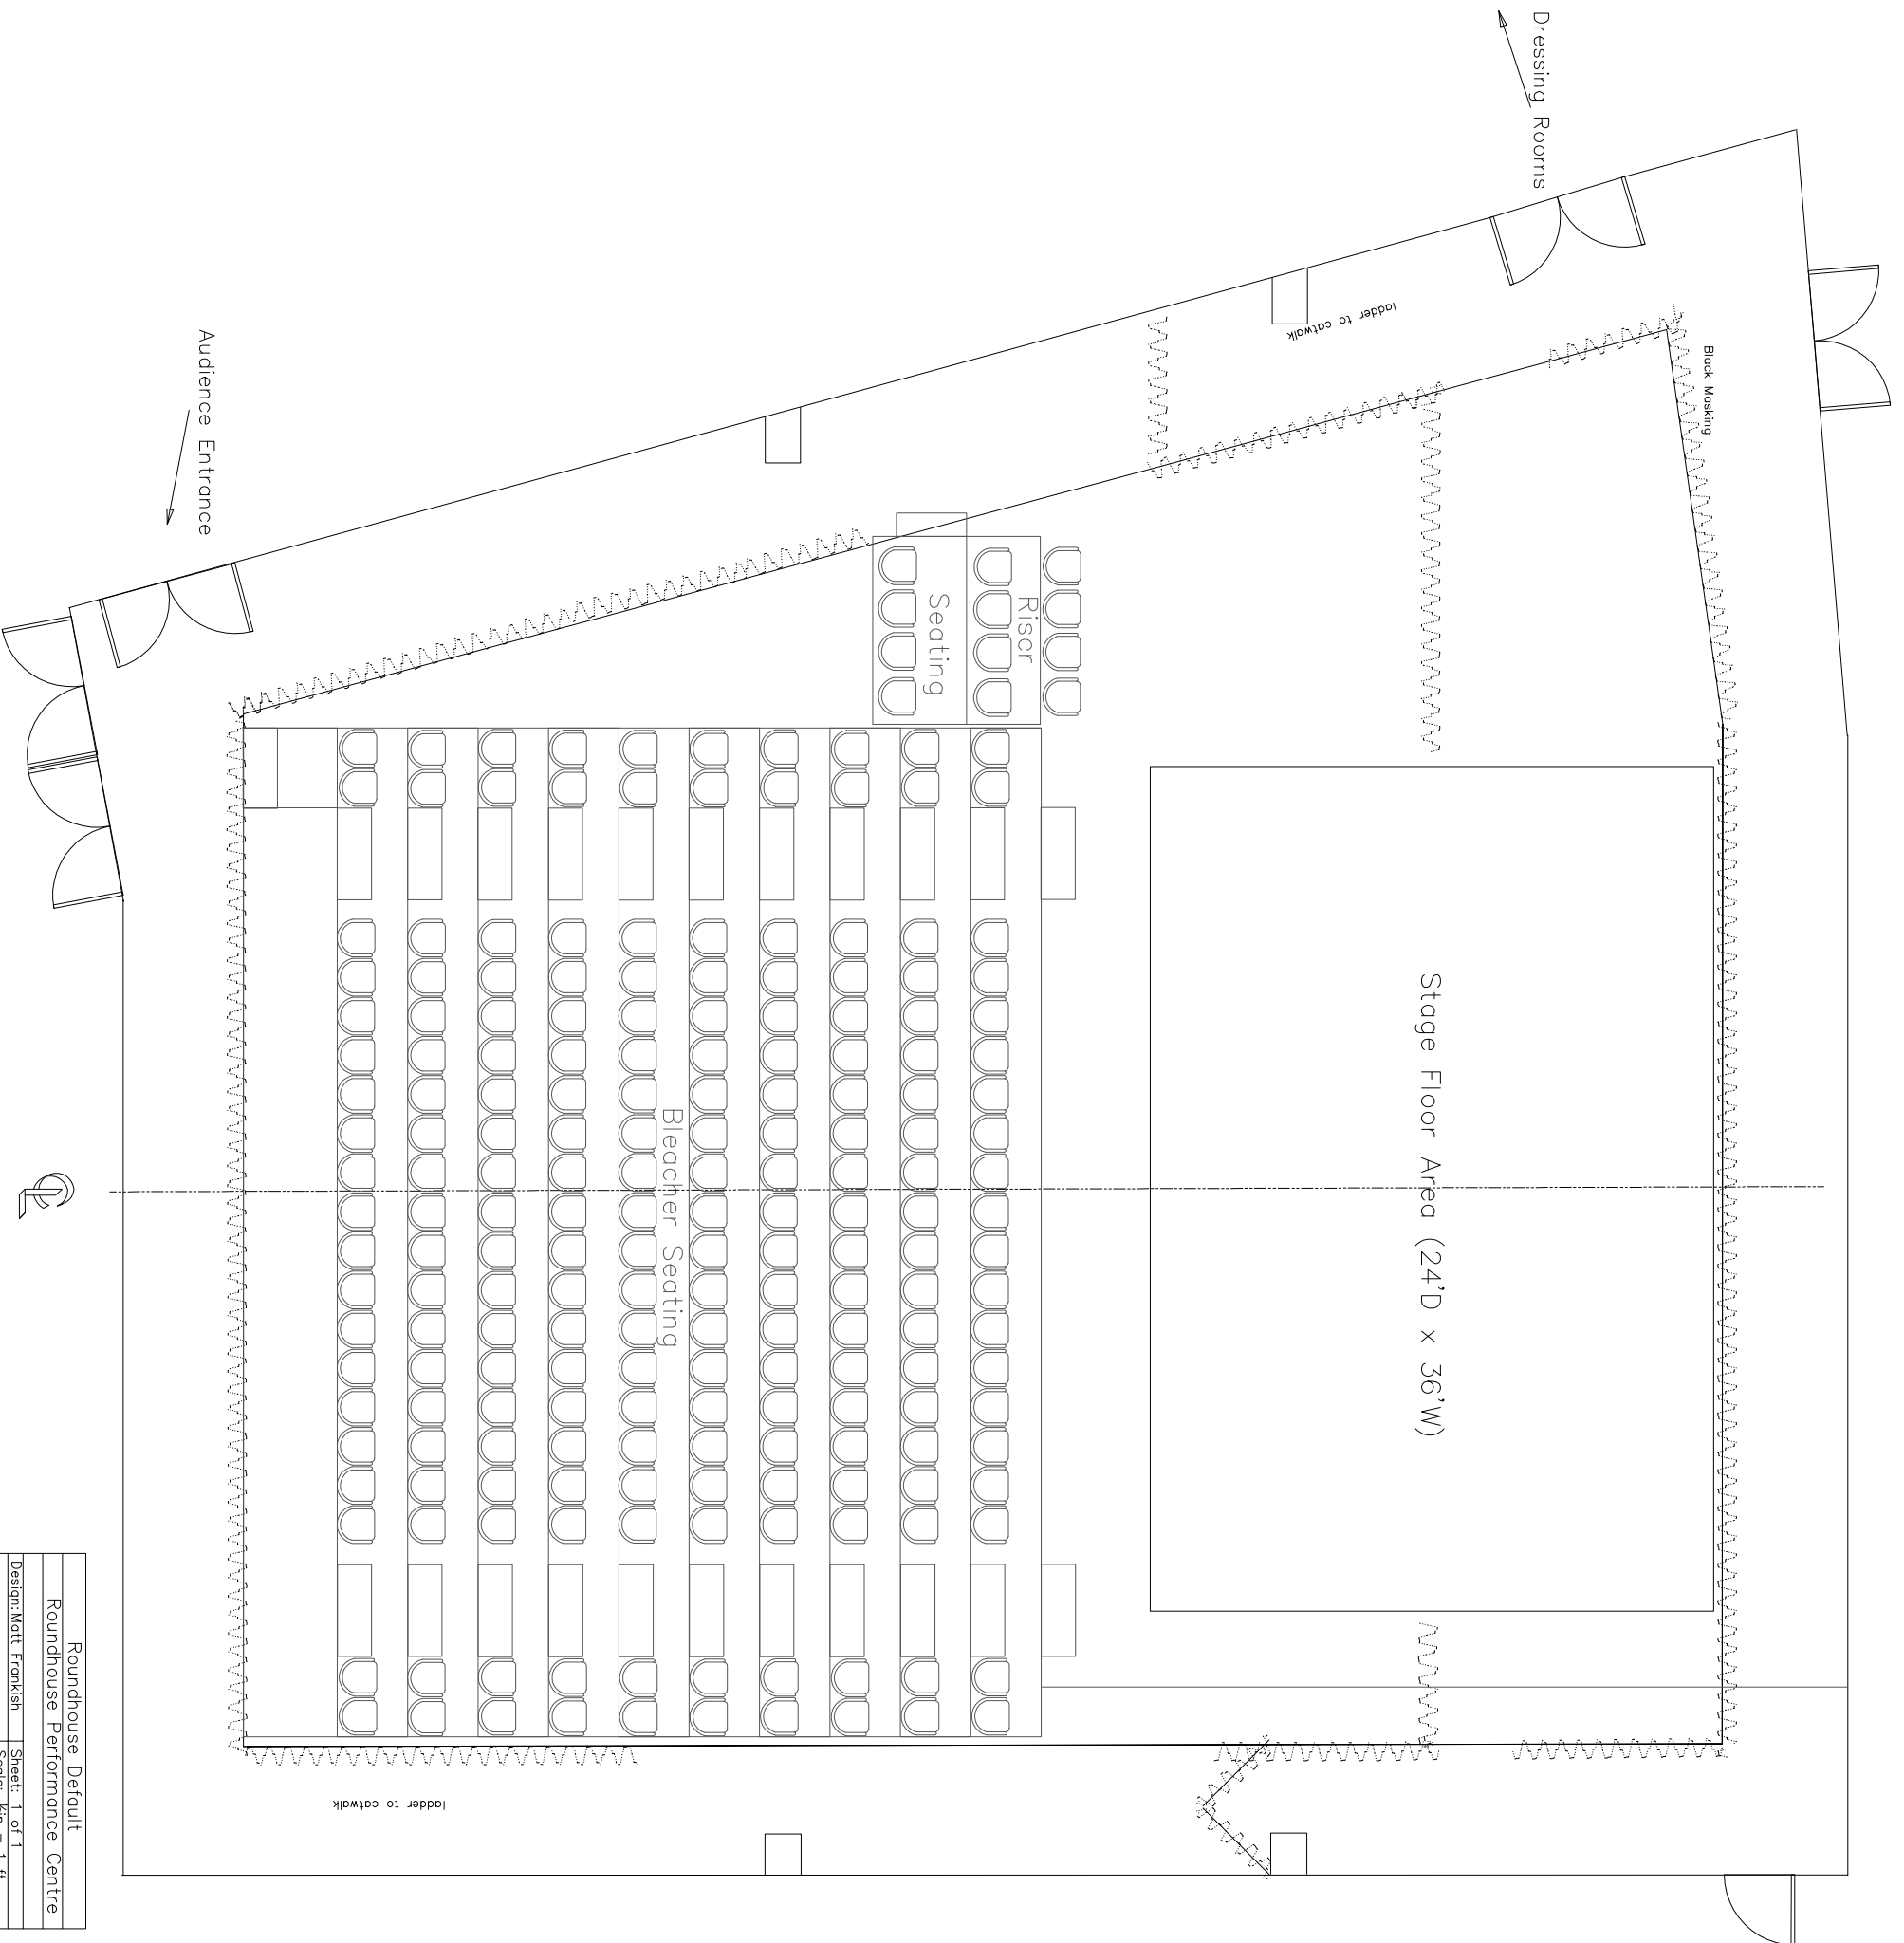 Dressing Rooms
Black Masking
ladder to catwalk
Audience Entrance
Riser
Seating
Stage Floor Area (24'D x 36'W)
Bleacher Seating
ladder to catwalk
Roundhouse Default
Roundhouse Performance Centre
Design: Matt Frankish
Sheet: 1 of 1